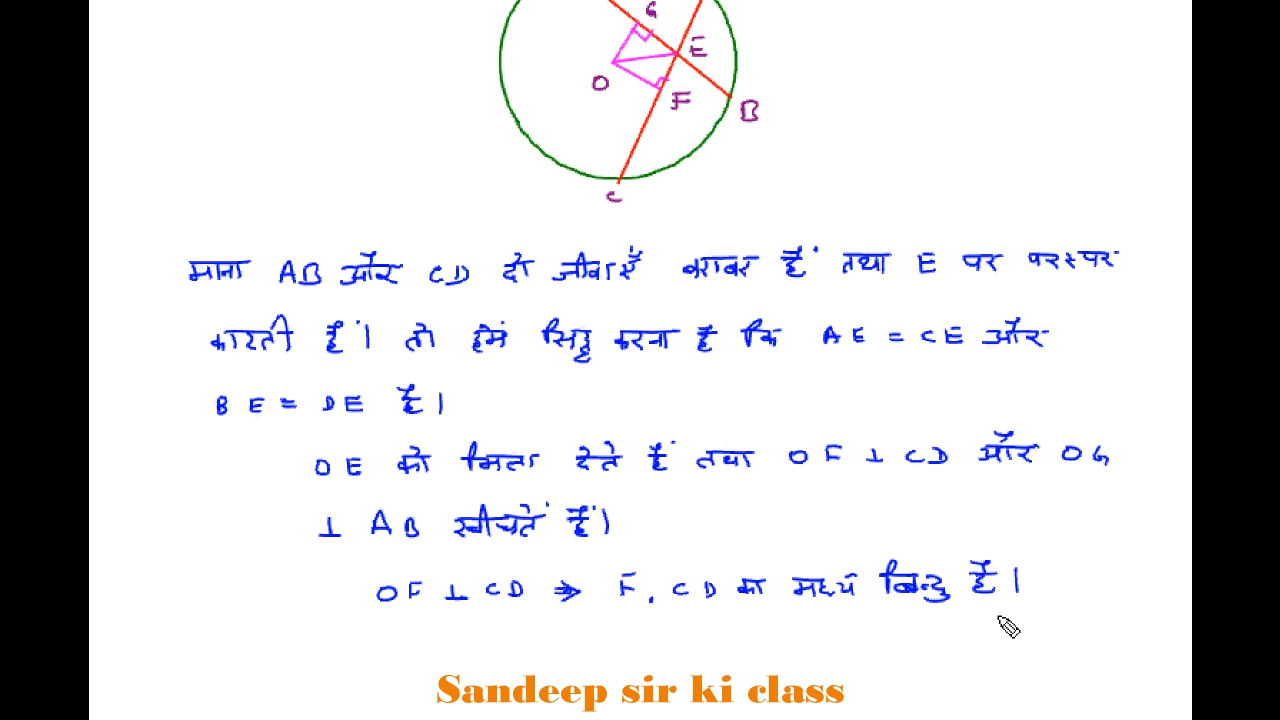 G
E
O
F
B
C
माना AB और CD दो जीवाएँ बराबर हैं तथा E पर परस्पर
काटती हैं। तो हमें सिद्ध करना है कि AE = CE और
BE = DE है।
OE को मिला देते हैं तथा OF ⊥ CD और OG
⊥ AB खींचतें हैं।
OF ⊥ CD ⇒ F, CD का मध्य बिन्दु है।
Sandeep sir ki class